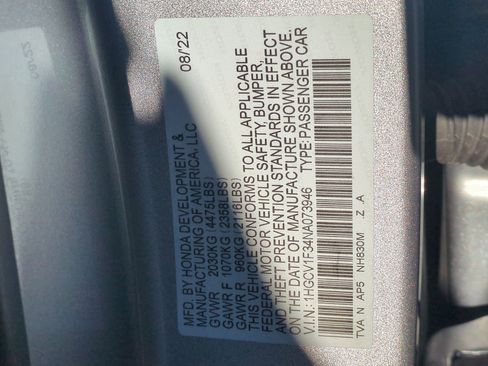 MFD. BY HONDA DEVELOPMENT & 08/22
MANUFACTURING OF AMERICA, LLC
GVWR 2030KG (4475LBS)
GAWR F 1070KG (2358LBS)
GAWR R 960KG (2116LBS)
THIS VEHICLE CONFORMS TO ALL APPLICABLE
FEDERAL MOTOR VEHICLE SAFETY, BUMPER,
AND THEFT PREVENTION STANDARDS IN EFFECT
ON THE DATE OF MANUFACTURE SHOWN ABOVE.
V.I.N.: 1HGCV1F34NA073946 TYPE: PASSENGER CAR
TVA N AP5 NH830M Z .A